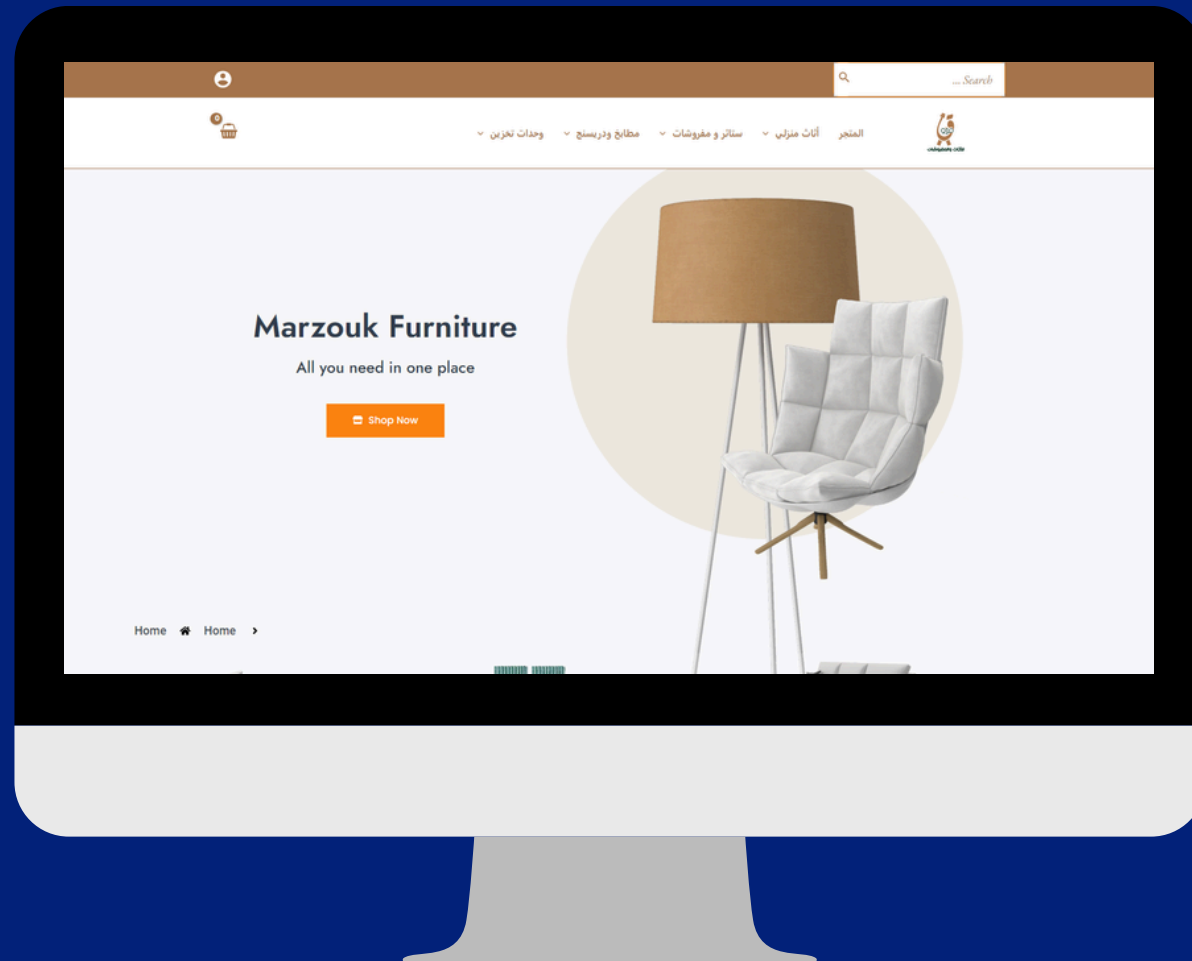 ... Search
0
المتجر
أثاث منزلي
ستائر و مفروشات
مطابخ ودريسنج
وحدات تخزين
Marzouk Furniture
All you need in one place
Shop Now
Home Home